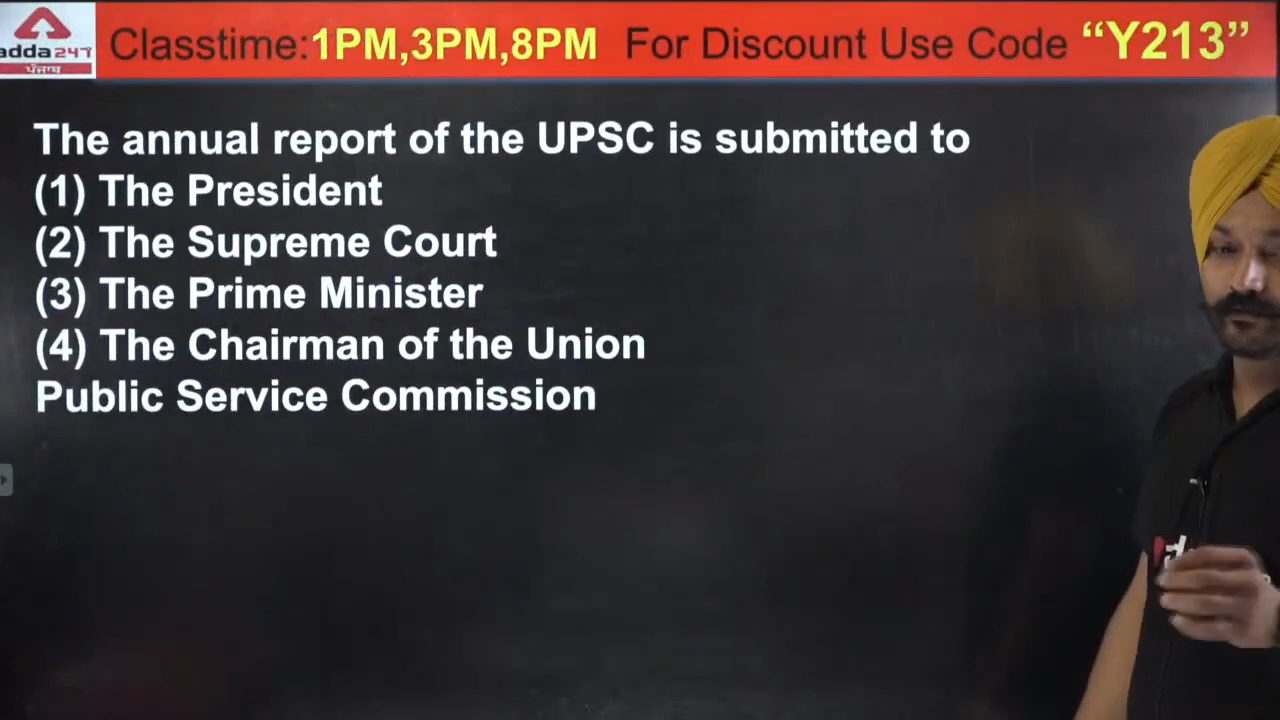 adda247
ਪੰਜਾਬ
Classtime:1PM,3PM,8PM For Discount Use Code “Y213”
The annual report of the UPSC is submitted to
(1) The President
(2) The Supreme Court
(3) The Prime Minister
(4) The Chairman of the Union
Public Service Commission